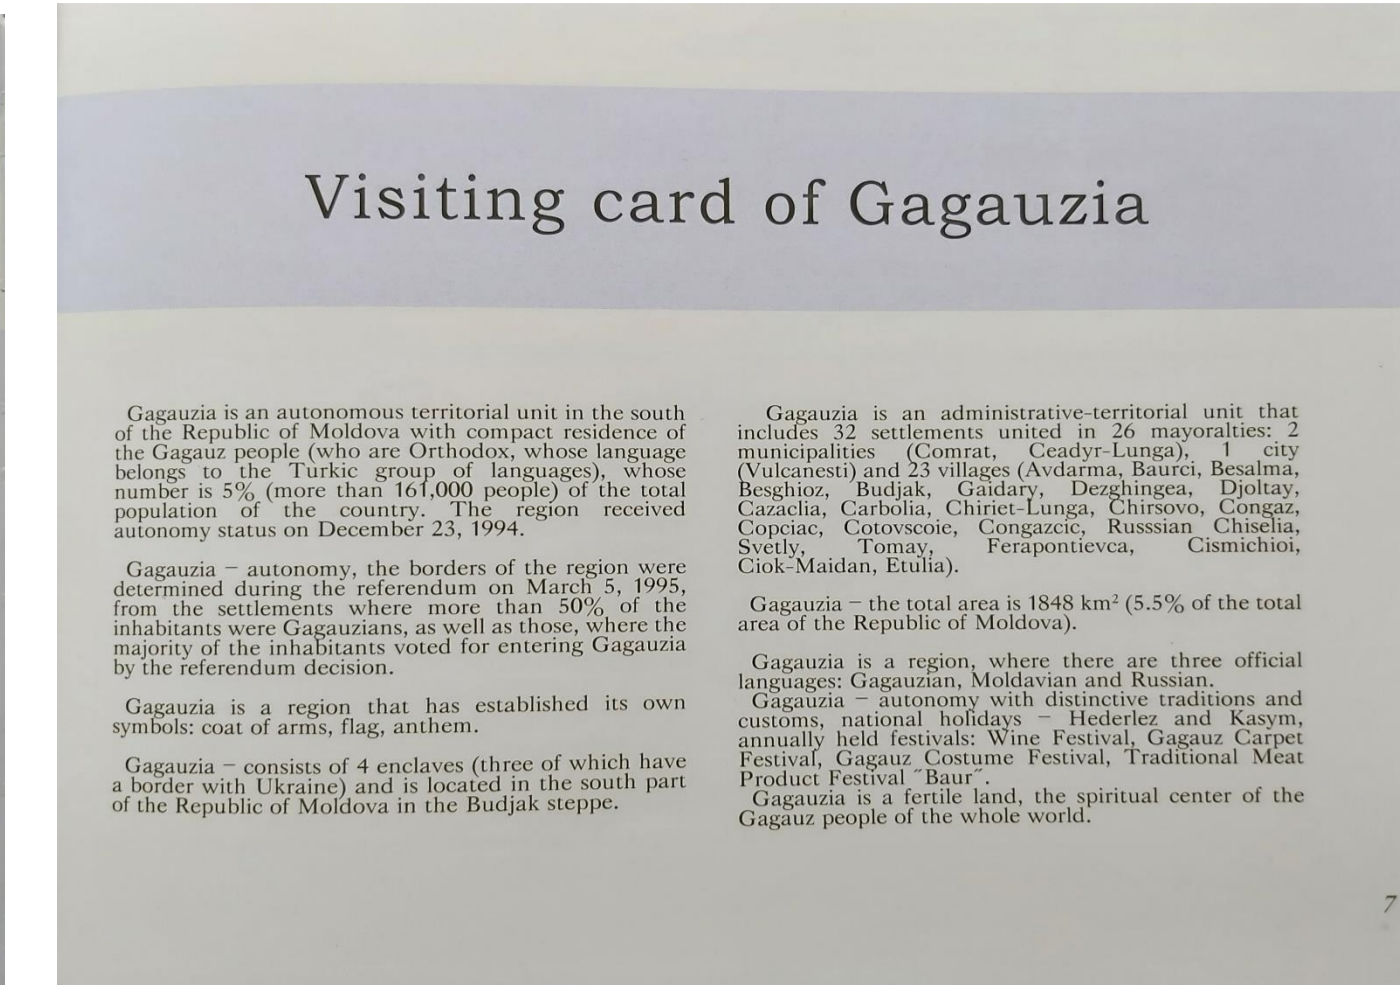 Visiting card of Gagauzia
Gagauzia is an autonomous territorial unit in the south
of the Republic of Moldova with compact residence of
the Gagauz people (who are Orthodox, whose language
belongs to the Turkic group of languages), whose
number is 5% (more than 161,000 people) of the total
population of the country. The region received
autonomy status on December 23, 1994.
Gagauzia – autonomy, the borders of the region were
determined during the referendum on March 5, 1995,
from the settlements where more than 50% of the
inhabitants were Gagauzians, as well as those, where the
majority of the inhabitants voted for entering Gagauzia
by the referendum decision.
Gagauzia is a region that has established its own
symbols: coat of arms, flag, anthem.
Gagauzia – consists of 4 enclaves (three of which have
a border with Ukraine) and is located in the south part
of the Republic of Moldova in the Budjak steppe.
Gagauzia is an administrative-territorial unit that
includes 32 settlements united in 26 mayoralties: 2
municipalities (Comrat, Ceadyr-Lunga), 1 city
(Vulcanesti) and 23 villages (Avdarma, Baurci, Besalma,
Besghioz, Budjak, Gaidary, Dezghingea, Djoltay,
Cazaclia, Carbolia, Chiriet-Lunga, Chirsovo, Congaz,
Copciac, Cotovscoie, Congazcic, Russsian Chiselia,
Svetly, Tomay, Ferapontievca, Cismichioi,
Ciok-Maidan, Etulia).
Gagauzia – the total area is 1848 km² (5.5% of the total
area of the Republic of Moldova).
Gagauzia is a region, where there are three official
languages: Gagauzian, Moldavian and Russian.
Gagauzia – autonomy with distinctive traditions and
customs, national holidays – Hederlez and Kasym,
annually held festivals: Wine Festival, Gagauz Carpet
Festival, Gagauz Costume Festival, Traditional Meat
Product Festival ˝Baur˝.
Gagauzia is a fertile land, the spiritual center of the
Gagauz people of the whole world.
7